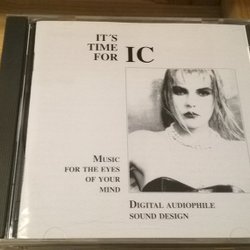 IT´S
TIME
FOR IC
MUSIC
FOR THE EYES
OF YOUR
MIND
DIGITAL AUDIOPHILE
SOUND DESIGN